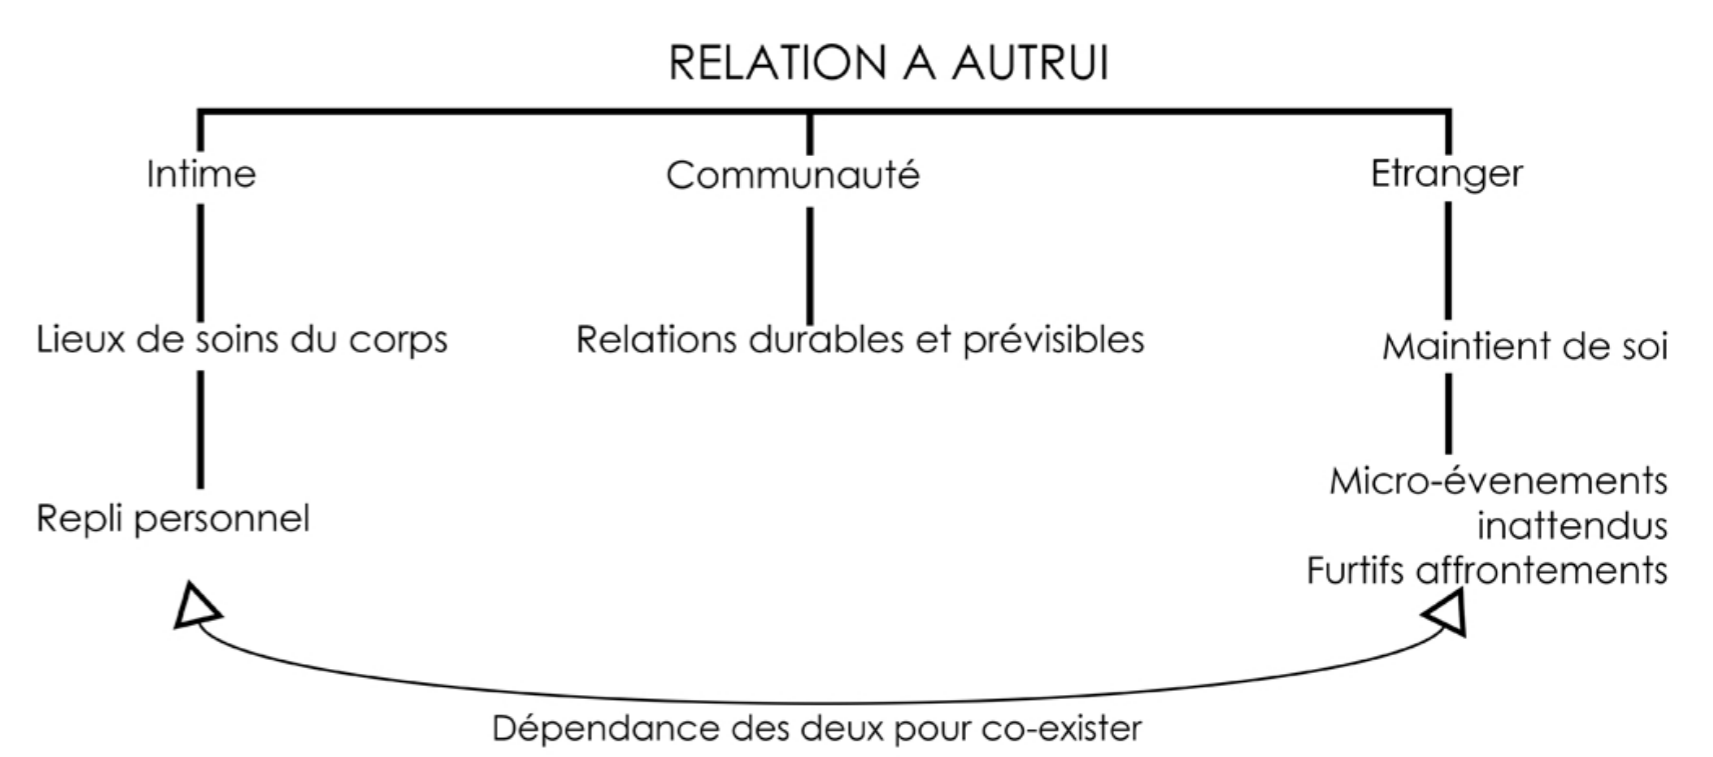 RELATION A AUTRUI
Intime
Communauté
Etranger
Lieux de soins du corps
Relations durables et prévisibles
Maintient de soi
Repli personnel
Micro-évenements
inattendus
Furtifs affrontements
Dépendance des deux pour co-exister